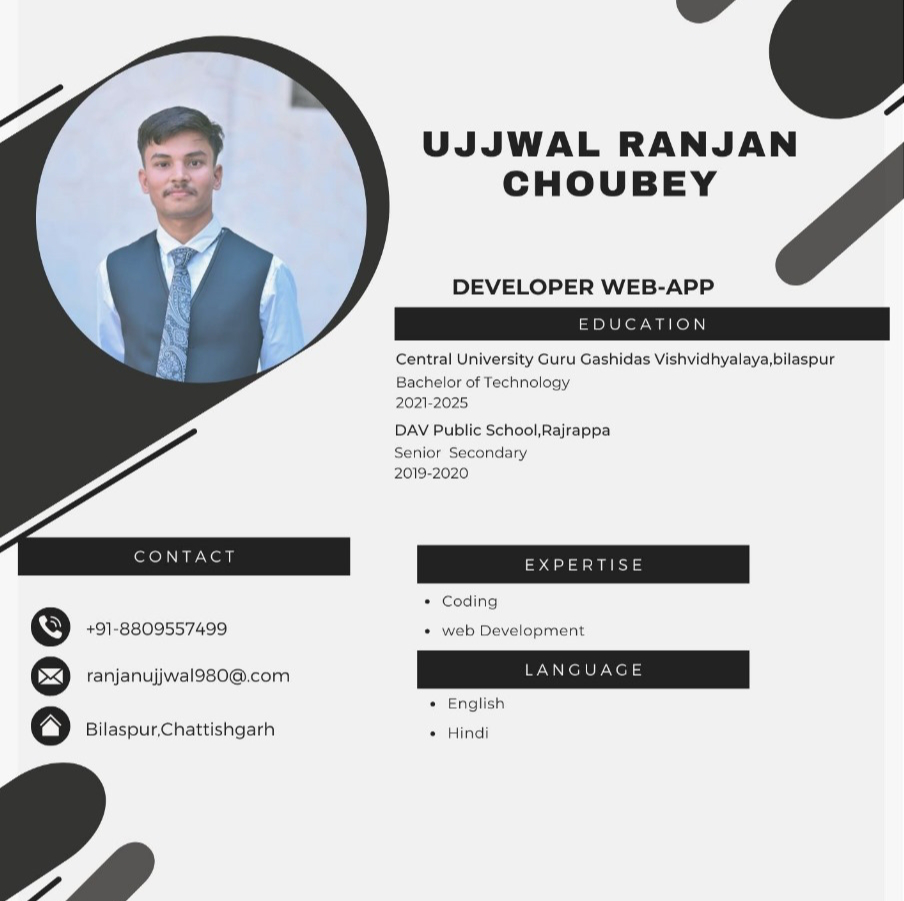 UJJWAL RANJAN
CHOUBEY
DEVELOPER WEB-APP
EDUCATION
Central University Guru Gashidas Vishvidhyalaya,bilaspur
Bachelor of Technology
2021-2025
DAV Public School,Rajrappa
Senior Secondary
2019-2020
CONTACT
+91-8809557499
ranjanujjwal980@.com
Bilaspur,Chattishgarh
EXPERTISE
• Coding
• web Development
LANGUAGE
• English
• Hindi